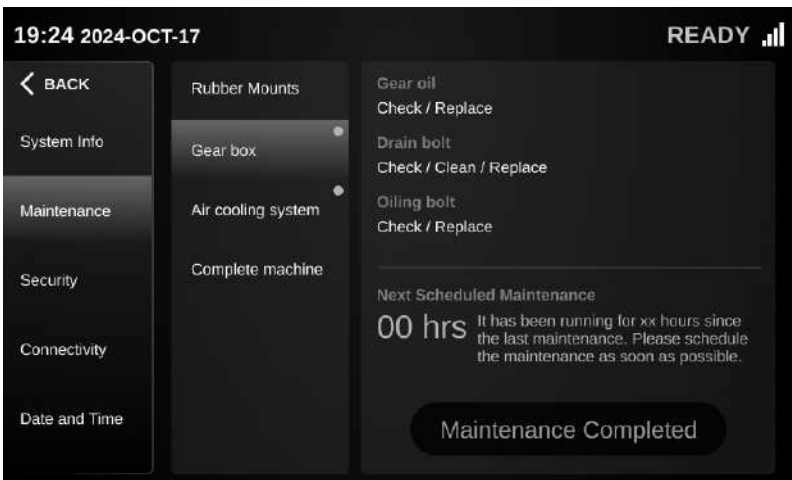 19:24 2024-OCT-17
READY
BACK
System Info
Maintenance
Security
Connectivity
Date and Time
Rubber Mounts
Gear box
Air cooling system
Complete machine
Gear oil
Check / Replace
Drain bolt
Check / Clean / Replace
Oiling bolt
Check / Replace
Next Scheduled Maintenance
00 hrs
It has been running for xx hours since
the last maintenance. Please schedule
the maintenance as soon as possible.
Maintenance Completed